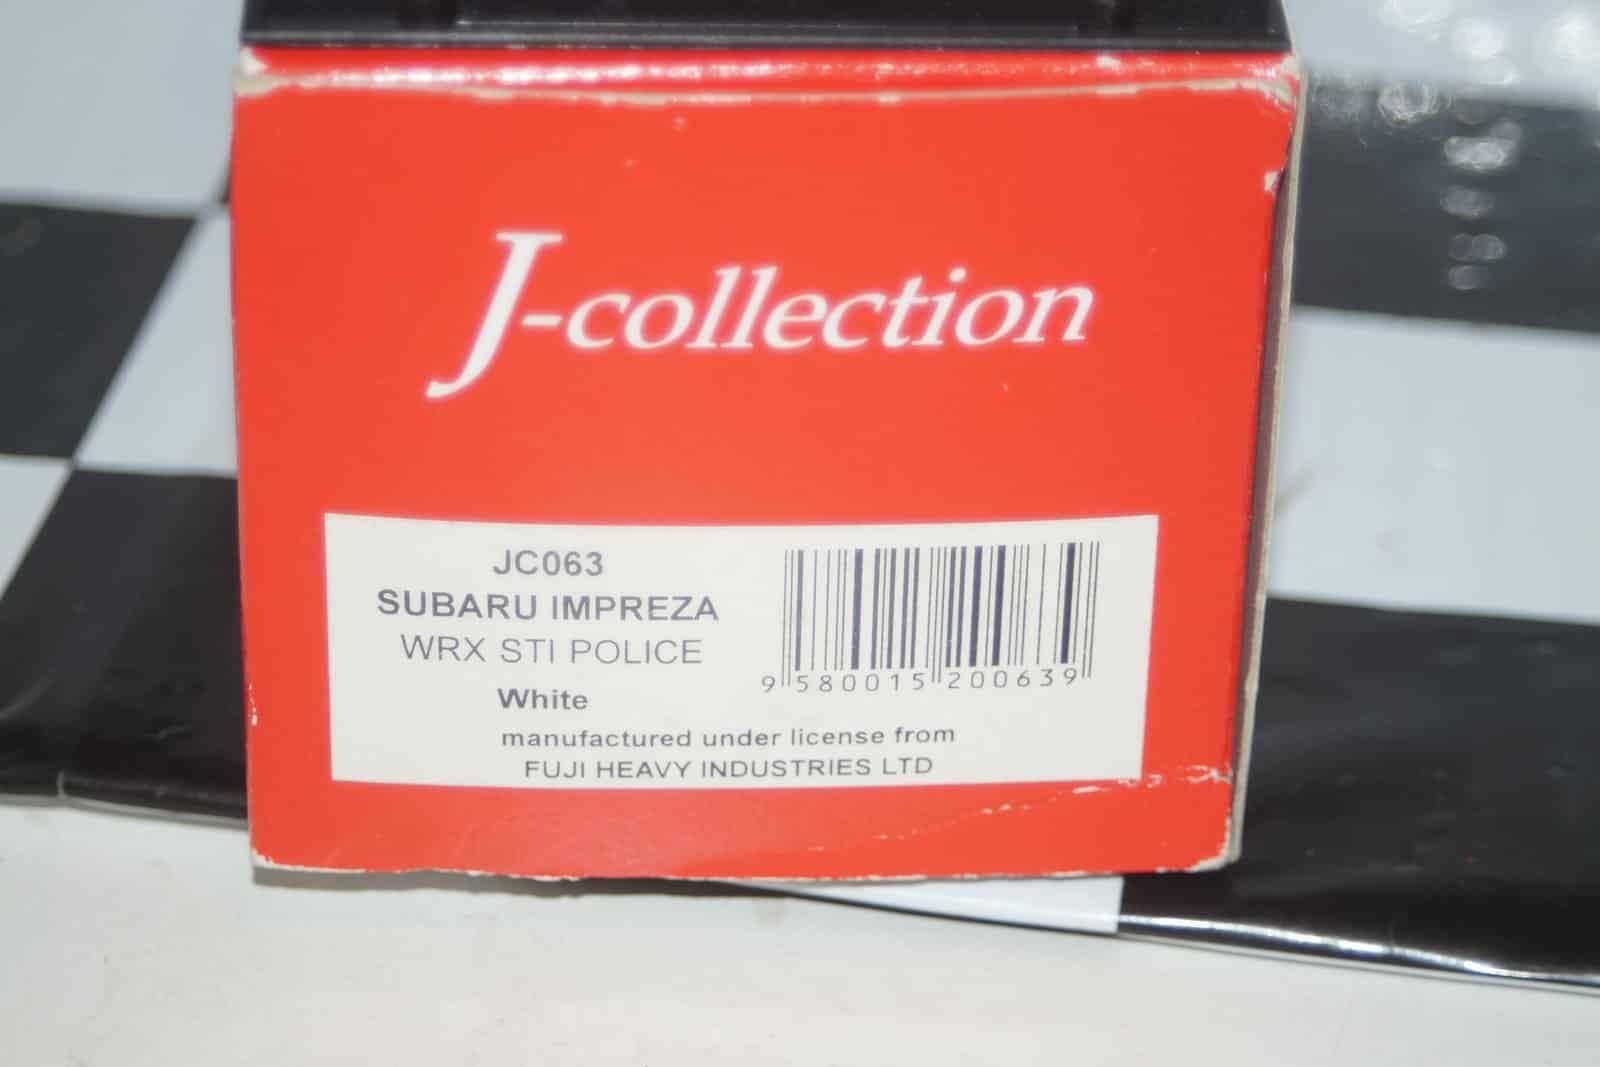 J-collection
JC063
SUBARU IMPREZA
WRX STI POLICE
White
9 580015 200639
manufactured under license from
FUJI HEAVY INDUSTRIES LTD